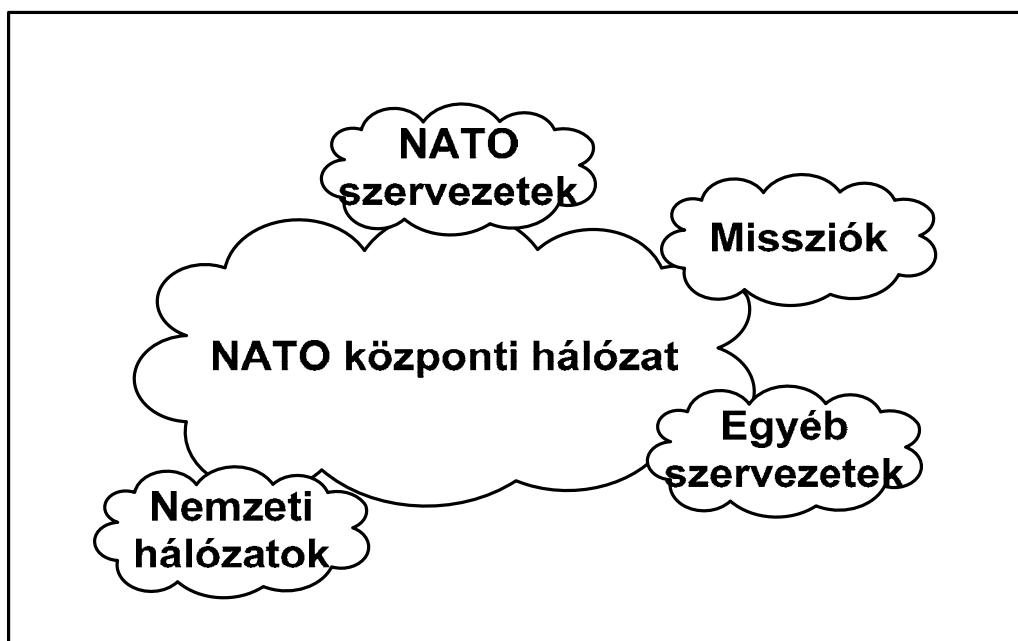 NATO
szervezetek
Missziók
NATO központi hálózat
Egyéb
szervezetek
Nemzeti
hálózatok